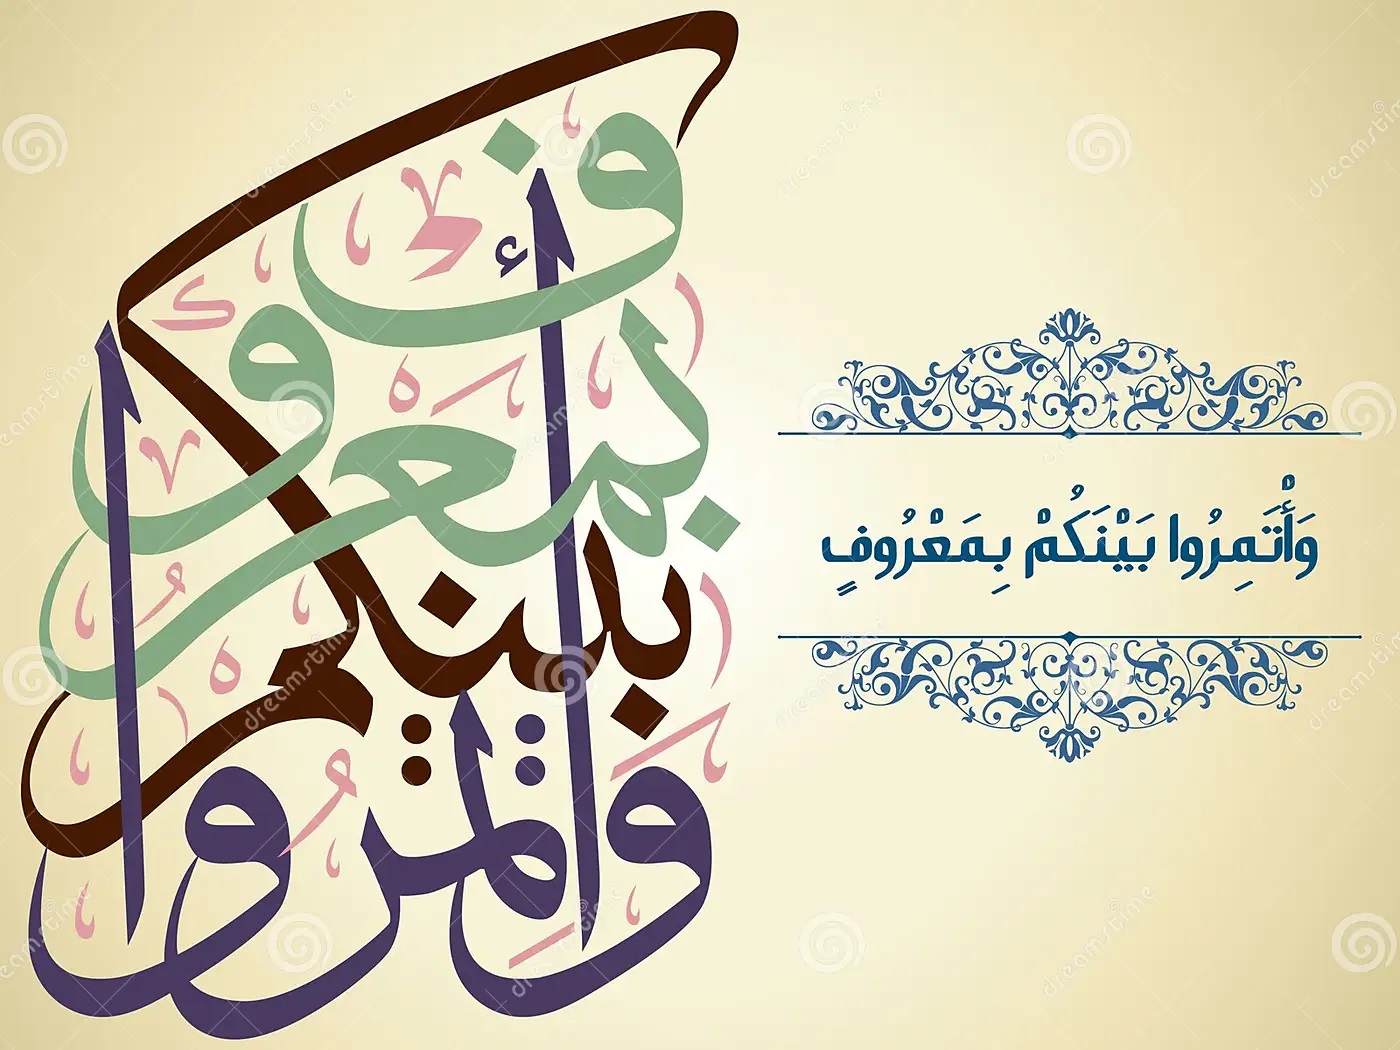 وأتمروا بينكم بمعروف
وَأْتَمِرُوا بَيْنَكُمْ بِمَعْرُوفٍ
dreamstime